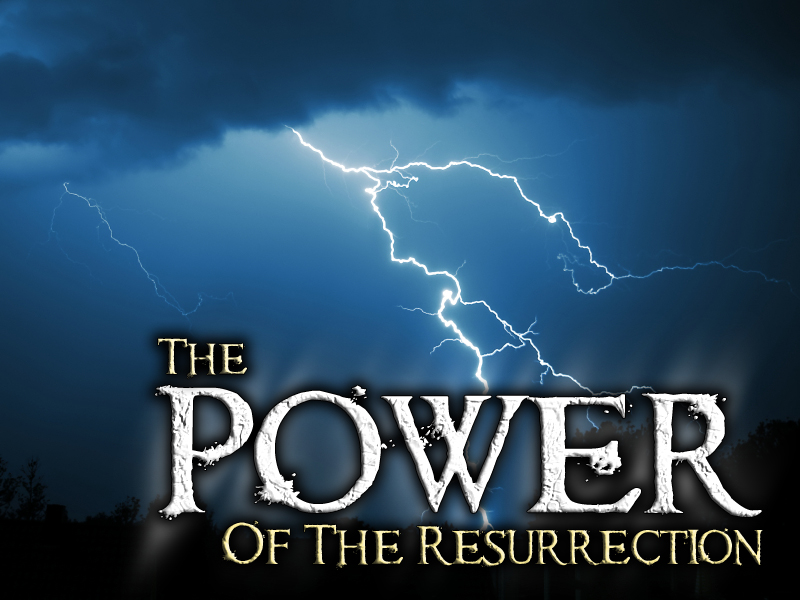 The
Power
Of The Resurrection